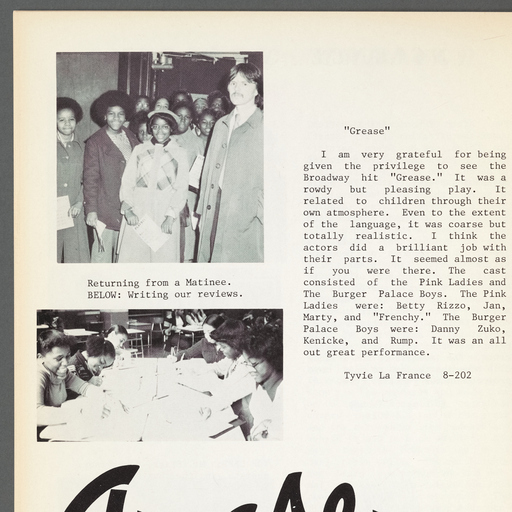 "Grease"
I am very grateful for being
given the privilege to see the
Broadway hit "Grease." It was a
rowdy but pleasing play. It
related to children through their
own atmosphere. Even to the extent
of the language, it was coarse but
totally realistic. I think the
actors did a brilliant job with
their parts. It seemed almost as
if you were there. The cast
consisted of the Pink Ladies and
The Burger Palace Boys. The Pink
Ladies were: Betty Rizzo, Jan,
Marty, and "Frenchy." The Burger
Palace Boys were: Danny Zuko,
Kenicke, and Rump. It was an all
out great performance.
Tyvie La France 8-202
Returning from a Matinee.
BELOW: Writing our reviews.